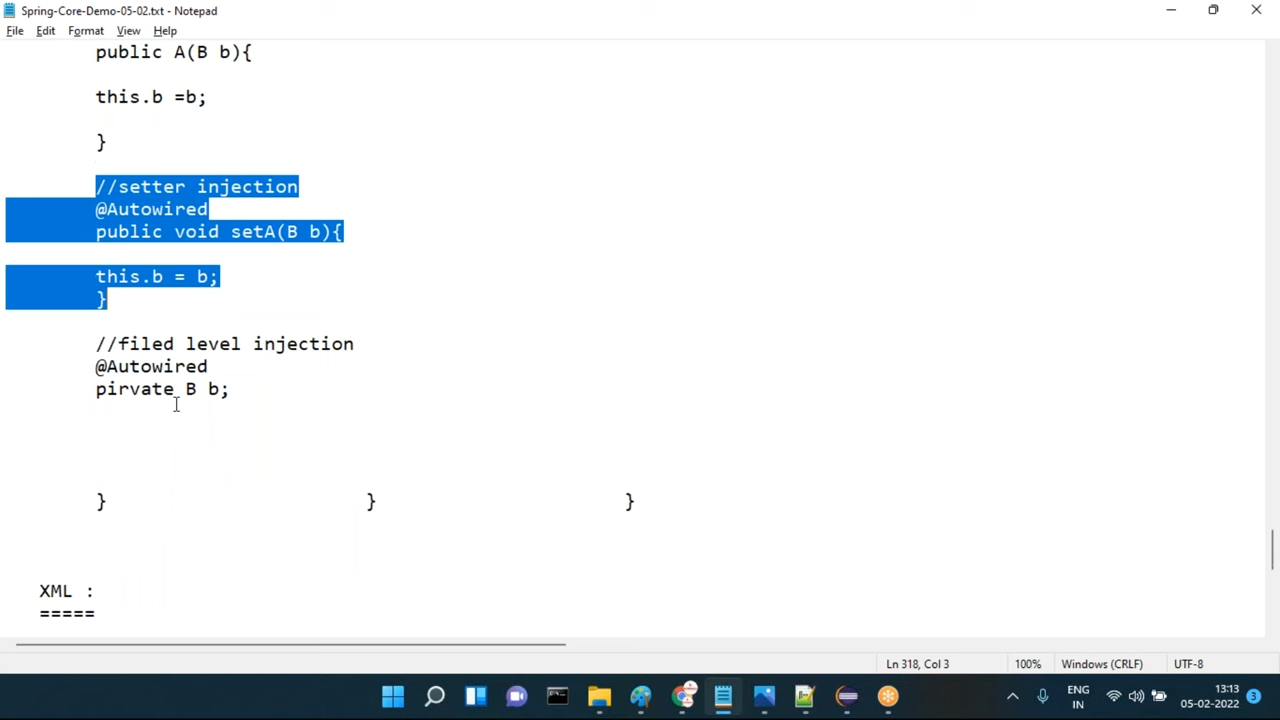 Spring-Core-Demo-05-02.txt - Notepad
File Edit Format View Help
public A(B b){
this.b =b;
}
//setter injection
@Autowired
public void setA(B b){
this.b = b;
}
//filed level injection
@Autowired
pirvate B b;
} } }
XML :
=====
Ln 318, Col 3 100% Windows (CRLF) UTF-8
ENG
IN
13:13
05-02-2022
3